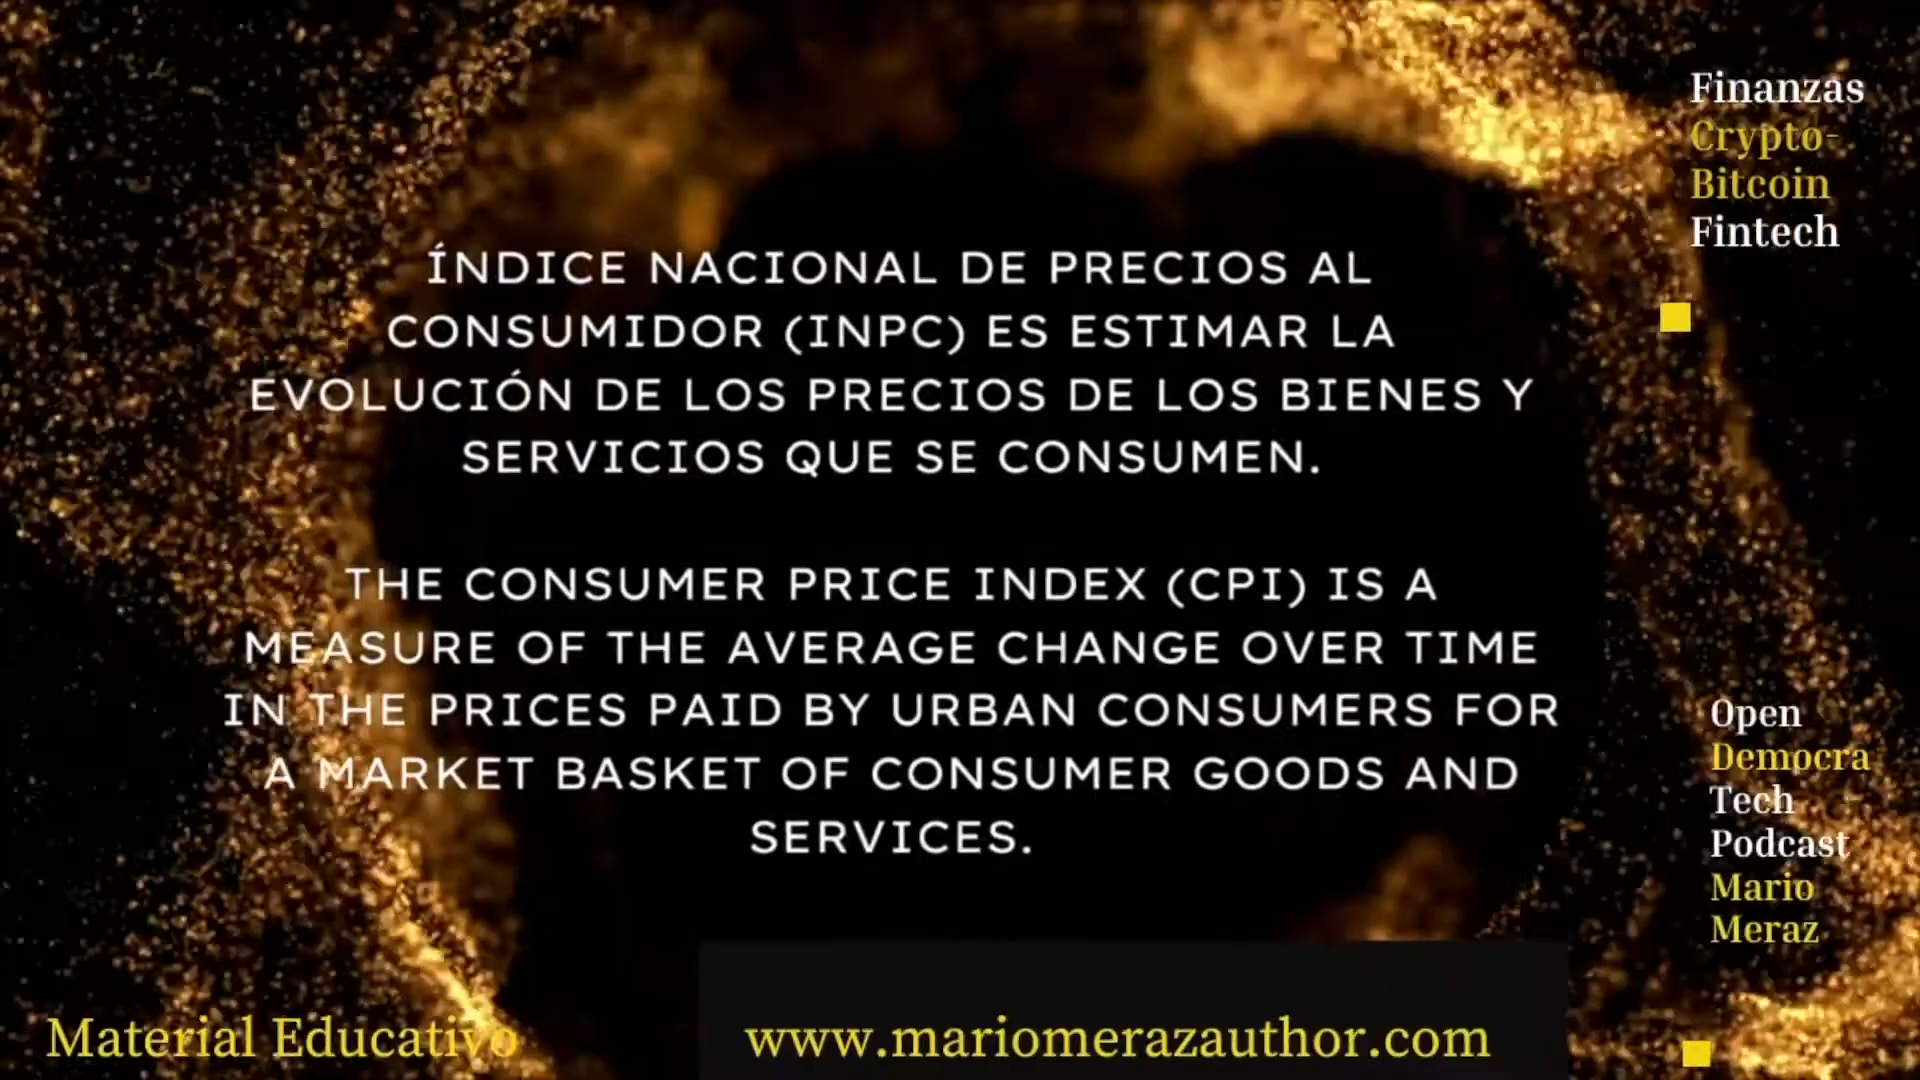 ÍNDICE NACIONAL DE PRECIOS AL
CONSUMIDOR (INPC) ES ESTIMAR LA
EVOLUCIÓN DE LOS PRECIOS DE LOS BIENES Y
SERVICIOS QUE SE CONSUMEN.
THE CONSUMER PRICE INDEX (CPI) IS A
MEASURE OF THE AVERAGE CHANGE OVER TIME
IN THE PRICES PAID BY URBAN CONSUMERS FOR
A MARKET BASKET OF CONSUMER GOODS AND
SERVICES.
Finanzas
Crypto-
Bitcoin
Fintech
Open
Democra
Tech
Podcast
Mario
Meraz
Material Educativo
www.mariomerazauthor.com